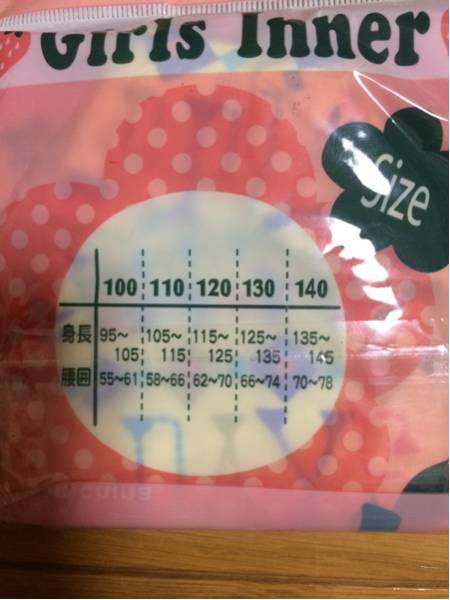 Girls Inner
Size
100 110 120 130 140
身長 95~105 105~115 115~125 125~135 135~145
腰囲 55~61 58~66 62~70 66~74 70~78
china